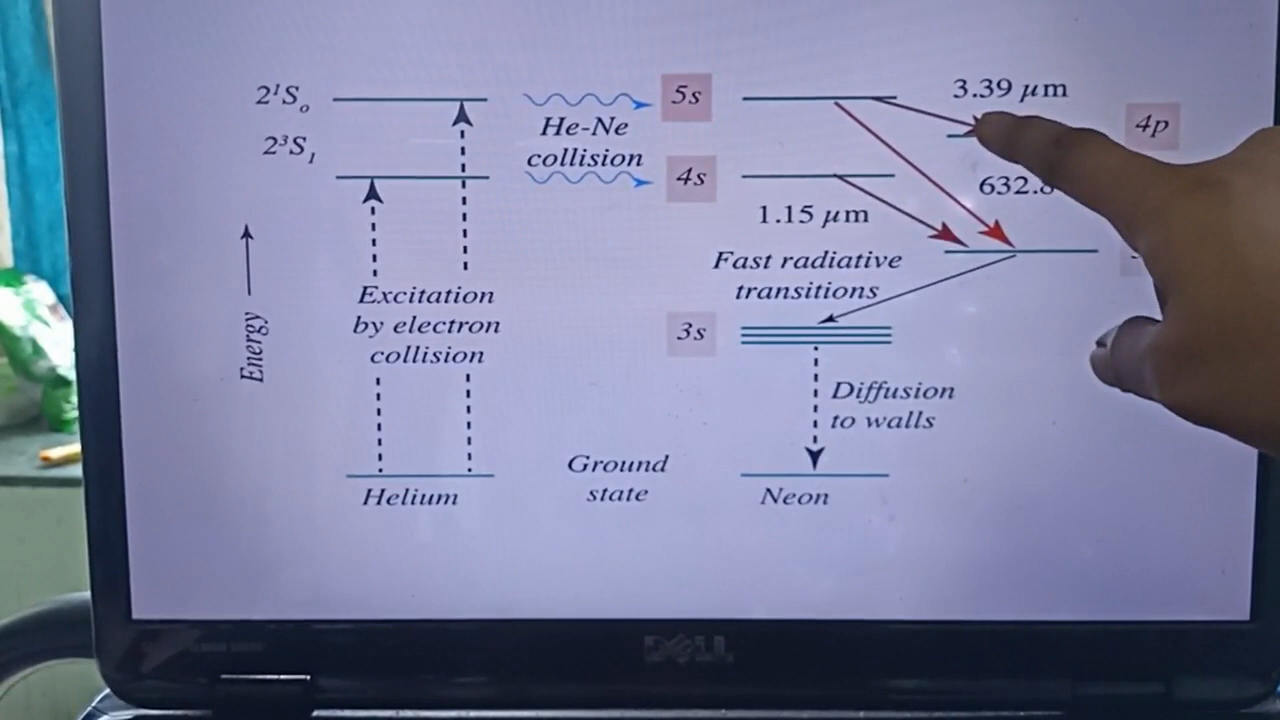 2¹S₀
2³S₁
He-Ne
collision
5s
4s
3.39 μm
4p
1.15 μm
Fast radiative
transitions
Excitation
by electron
collision
Energy
3s
Diffusion
to walls
Ground
state
Helium
Neon
DELL